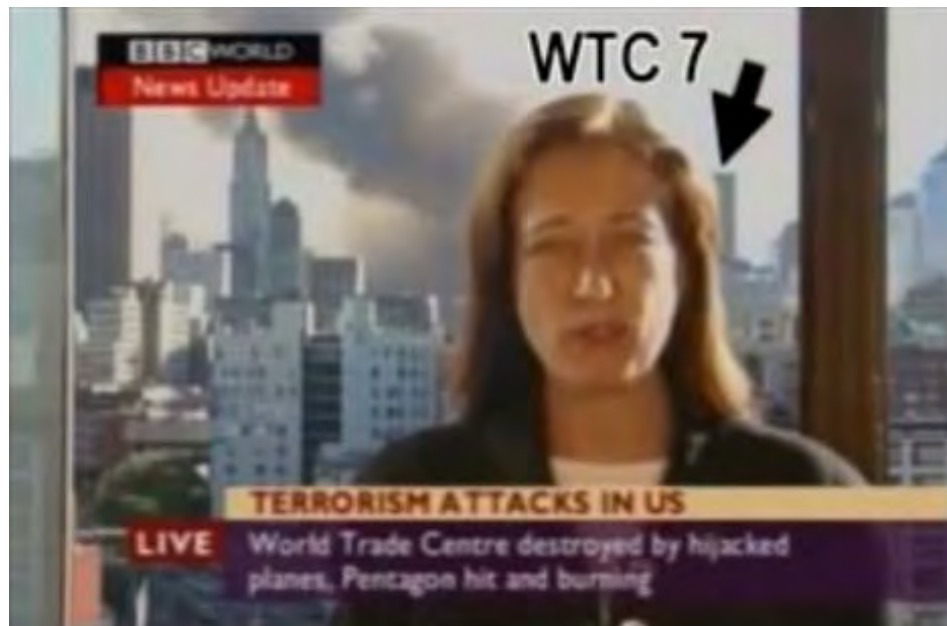 BBC WORLD
News Update
WTC 7
TERRORISM ATTACKS IN US
LIVE
World Trade Centre destroyed by hijacked
planes, Pentagon hit and burning